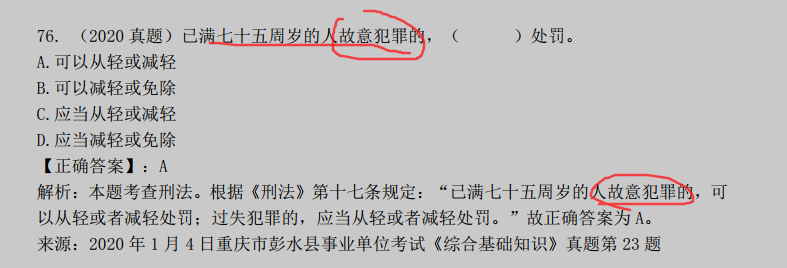 76. （2020 真题）已满七十五周岁的人故意犯罪的，（　　）处罚。
A.可以从轻或减轻
B.可以减轻或免除
C.应当从轻或减轻
D.应当减轻或免除
【正确答案】：A
解析：本题考查刑法。根据《刑法》第十七条规定：“已满七十五周岁的人故意犯罪的，可
以从轻或者减轻处罚；过失犯罪的，应当从轻或者减轻处罚。”故正确答案为 A。
来源：2020 年 1 月 4 日重庆市彭水县事业单位考试《综合基础知识》真题第 23 题